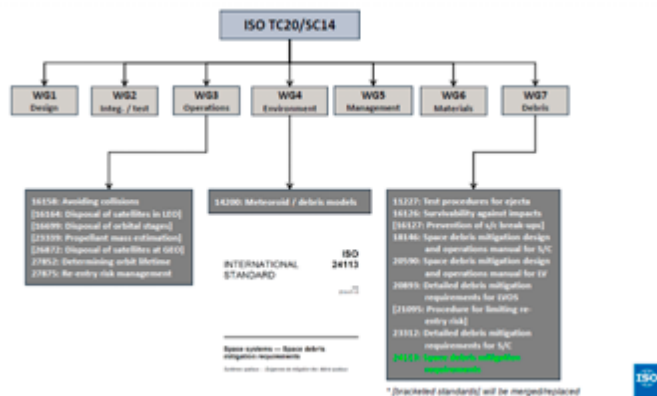 ISO TC20/SC14
WG1
Design
WG2
Integ. / test
WG3
Operations
WG4
Environment
WG5
Management
WG6
Materials
WG7
Debris
16158: Avoiding collisions
[16164: Disposal of satellites in LEO]
[16699: Disposal of orbital stages]
[23339: Propellant mass estimation]
[26872: Disposal of satellites at GEO]
27852: Determining orbit lifetime
27875: Re-entry risk management
14200: Meteoroid / debris models
INTERNATIONAL
STANDARD
ISO
24113
Space systems — Space debris
mitigation requirements
11227: Test procedures for ejecta
16126: Survivability against impacts
[16127: Prevention of s/c break-ups]
18146: Space debris mitigation design
and operations manual for S/C
20590: Space debris mitigation design
and operations manual for LV
20893: Detailed debris mitigation
requirements for LVOS
[21095: Procedure for limiting re-
entry risk]
23312: Detailed debris mitigation
requirements for S/C
24113: Space debris mitigation
requirements
* [bracketed standards] will be merged/replaced
ISO